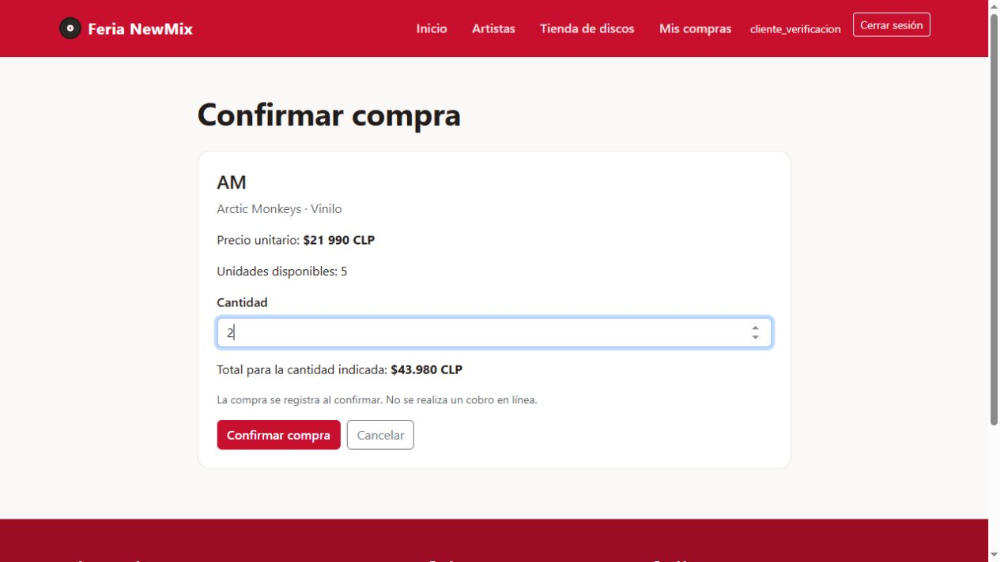 Feria NewMix
Inicio
Artistas
Tienda de discos
Mis compras
cliente_verificacion
Cerrar sesión
Confirmar compra
AM
Arctic Monkeys · Vinilo
Precio unitario: $21 990 CLP
Unidades disponibles: 5
Cantidad
2
Total para la cantidad indicada: $43.980 CLP
La compra se registra al confirmar. No se realiza un cobro en línea.
Confirmar compra
Cancelar